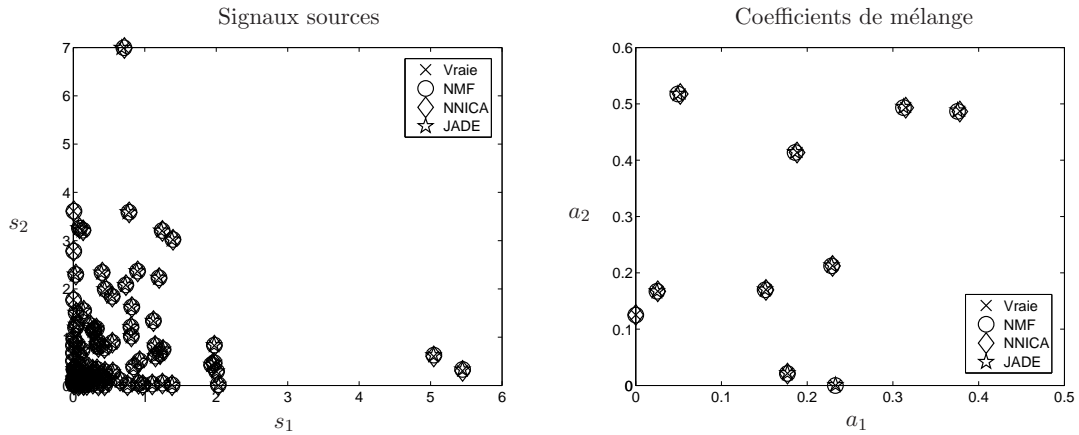 Signaux sources
7
6
5
4
3
2
1
0
s2
0
1
2
3
4
5
6
s1
Vraie
NMF
NNICA
JADE
Coefficients de mélange
0.6
0.5
0.4
0.3
0.2
0.1
0
a2
0
0.1
0.2
0.3
0.4
0.5
a1
Vraie
NMF
NNICA
JADE